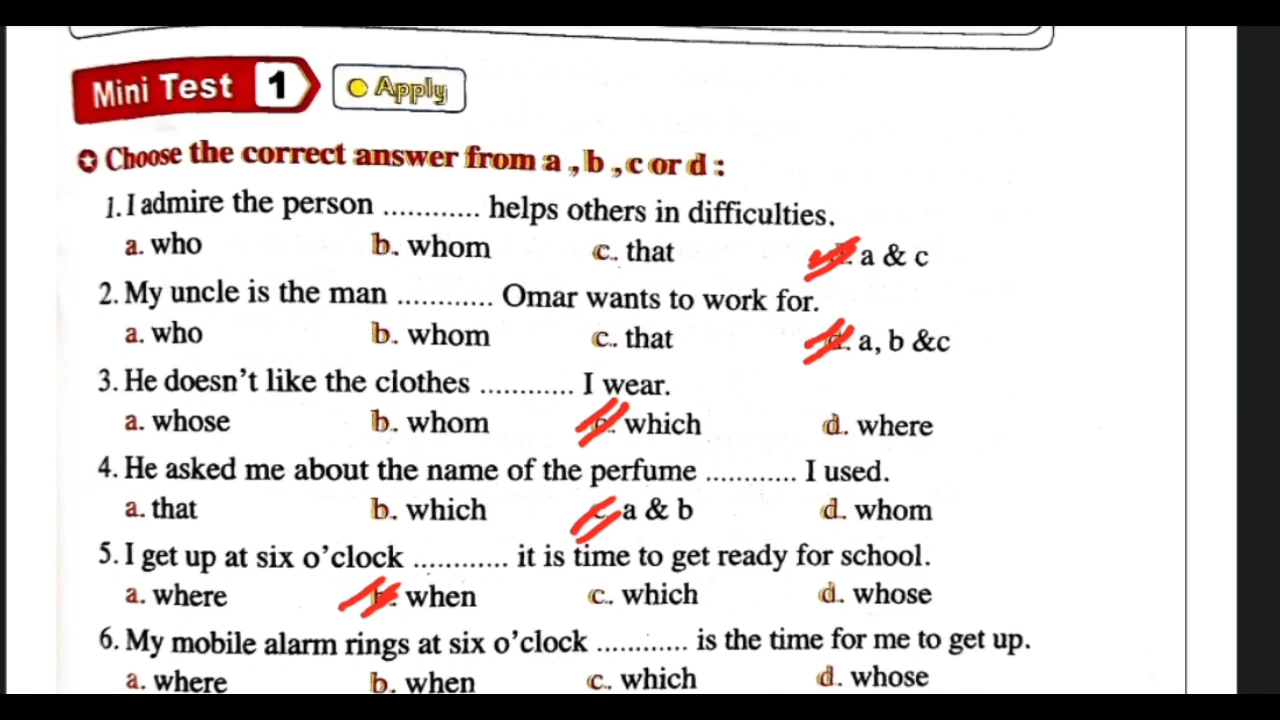 Mini Test 1 Apply
Choose the correct answer from a , b , c or d :
1. I admire the person ............ helps others in difficulties.
a. who b. whom c. that d. a & c
2. My uncle is the man ............ Omar wants to work for.
a. who b. whom c. that d. a, b &c
3. He doesn't like the clothes ............ I wear.
a. whose b. whom c. which d. where
4. He asked me about the name of the perfume ............ I used.
a. that b. which c. a & b d. whom
5. I get up at six o'clock ............ it is time to get ready for school.
a. where b. when c. which d. whose
6. My mobile alarm rings at six o'clock ............ is the time for me to get up.
a. where b. when c. which d. whose